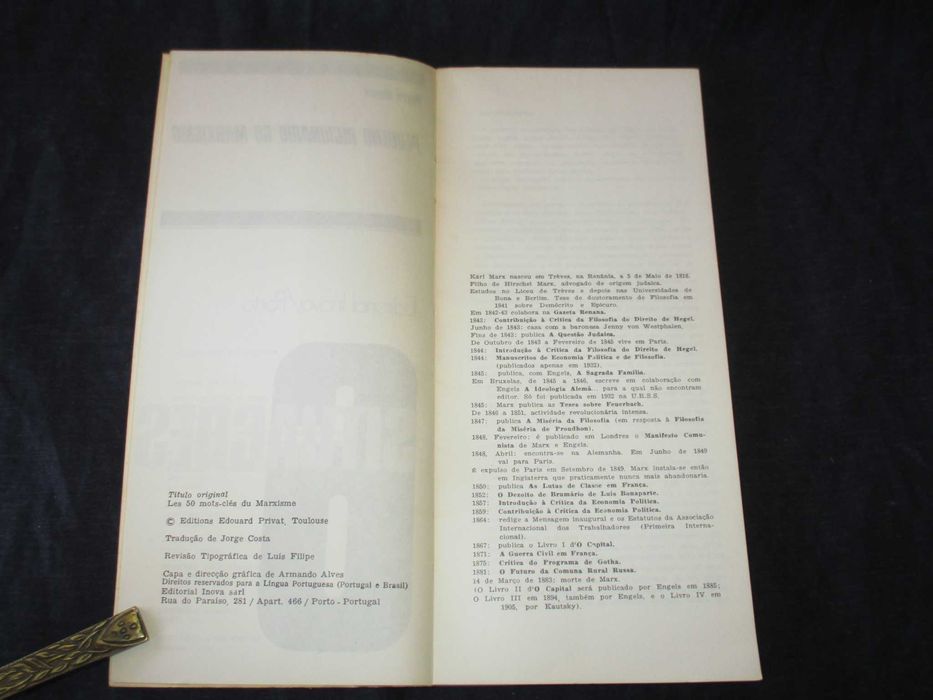 Título original
Les 50 mots-clés du Marxisme
© Editions Edouard Privat, Toulouse
Tradução de Jorge Costa
Revisão Tipográfica de Luís Filipe
Capa e direcção gráfica de Armando Alves
Direitos reservados para a Língua Portuguesa (Portugal e Brasil)
Editorial Inova sarl
Rua do Paraíso, 281 / Apart. 466 / Porto - Portugal
Karl Marx nasceu em Trèves, na Renânia, a 5 de Maio de 1818.
Filho de Hirschel Marx, advogado de origem judaica.
Estudos no Liceu de Trèves e depois nas Universidades de
Bona e Berlim. Tese de doutoramento de Filosofia em
1841 sobre Demócrito e Epicuro.
Em 1842-43 colabora na Gazeta Renana.
1843: Contribuição à Crítica da Filosofia do Direito de Hegel.
Junho de 1843: casa com a baronesa Jenny von Westphalen.
Fins de 1843: publica A Questão Judaica.
De Outubro de 1843 a Fevereiro de 1845 vive em Paris.
1844: Introdução à Crítica da Filosofia do Direito de Hegel.
1844: Manuscritos de Economia Política e de Filosofia.
(publicados apenas em 1932).
1845: publica, com Engels, A Sagrada Família.
Em Bruxelas, de 1845 a 1846, escreve em colaboração com
Engels A Ideologia Alemã... para a qual não encontram
editor. Só foi publicada em 1932 na U.R.S.S.
1845: Marx publica as Teses sobre Feuerbach.
De 1846 a 1851, actividade revolucionária intensa.
1847: publica A Miséria da Filosofia (em resposta à Filosofia
da Miséria de Proudhon).
1848, Fevereiro: é publicado em Londres o Manifesto Comu-
nista de Marx e Engels.
1848, Abril: encontra-se na Alemanha. Em Junho de 1849
vai para Paris.
É expulso de Paris em Setembro de 1849. Marx instala-se então
em Inglaterra que praticamente nunca mais abandonaria.
1850: publica As Lutas de Classe em França.
1852: O Dezoito de Brumário de Luís Bonaparte.
1857: Introdução à Crítica da Economia Política.
1859: Contribuição à Crítica da Economia Política.
1864: redige a Mensagem inaugural e os Estatutos da Associação
Internacional dos Trabalhadores (Primeira Interna-
cional).
1867: publica o Livro I d'O Capital.
1871: A Guerra Civil em França.
1875: Crítica do Programa de Gotha.
1881: O Futuro da Comuna Rural Russa.
14 de Março de 1883: morte de Marx.
(O Livro II d'O Capital será publicado por Engels em 1885;
O Livro III em 1894, também por Engels, e o Livro IV em
1905, por Kautsky).